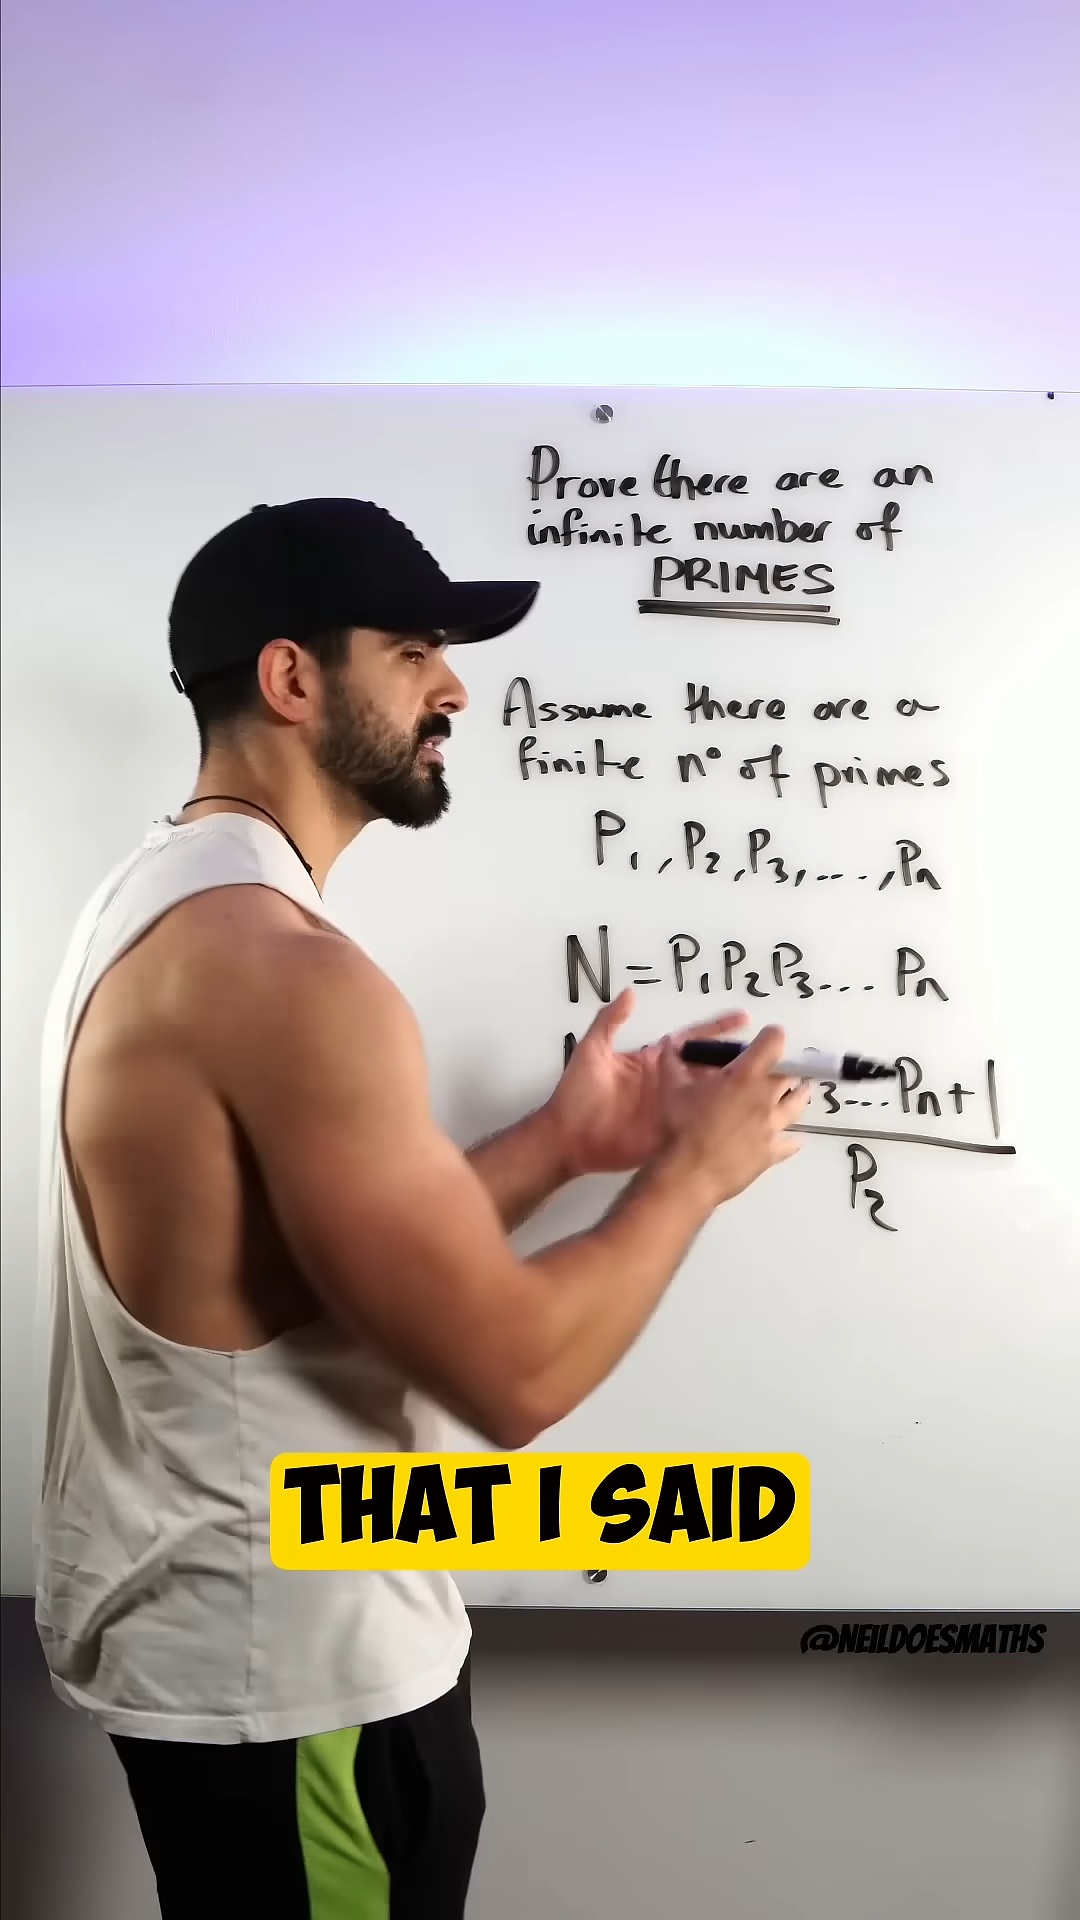 Prove there are an
infinite number of
PRIMES
Assume there are a
finite nº of primes
P₁, P₂, P₃, ..., Pn
N = P₁P₂P₃... Pn
₃...Pn+1
P₂
THAT I SAID
@NEILDOESMATHS